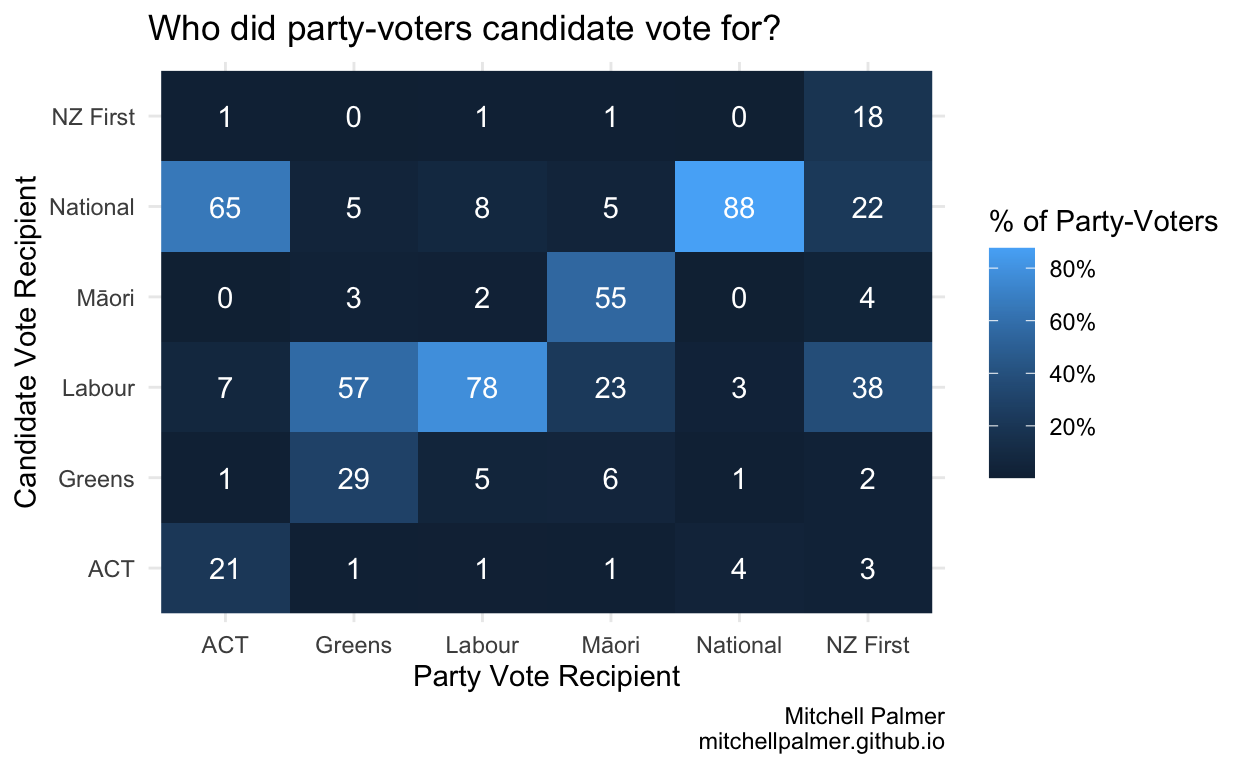 Who did party-voters candidate vote for?
Candidate Vote Recipient
NZ First 1 0 1 1 0 18
National 65 5 8 5 88 22
Māori 0 3 2 55 0 4
Labour 7 57 78 23 3 38
Greens 1 29 5 6 1 2
ACT 21 1 1 1 4 3
ACT Greens Labour Māori National NZ First
Party Vote Recipient
% of Party-Voters
80%
60%
40%
20%
Mitchell Palmer
mitchellpalmer.github.io